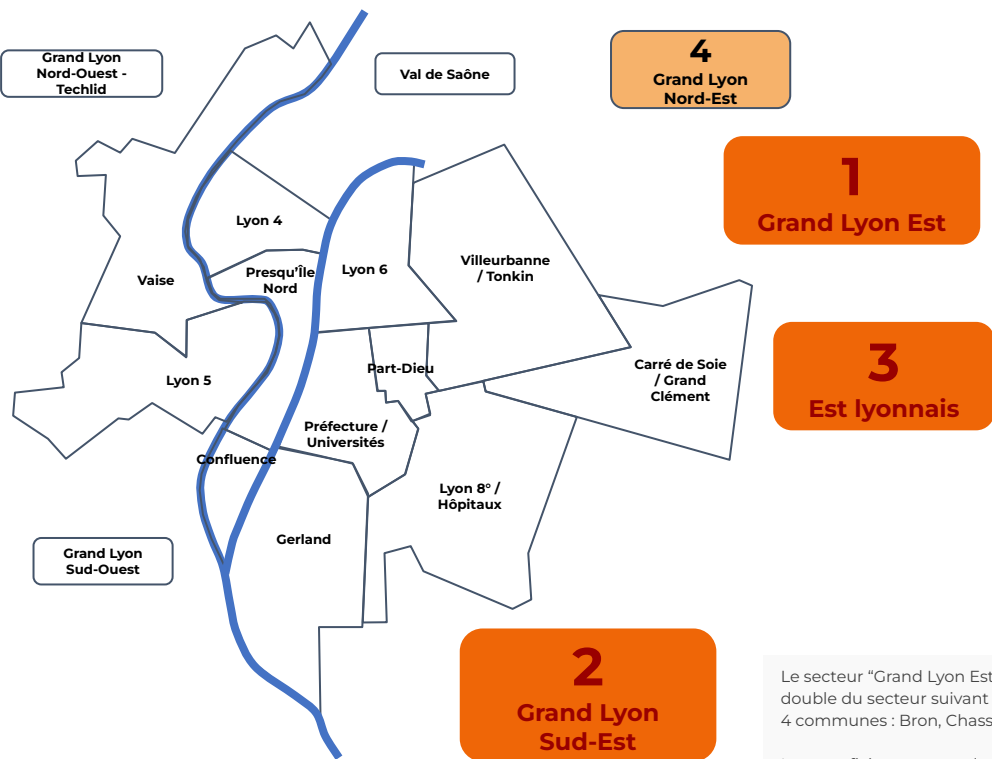 Grand Lyon
Nord-Ouest -
Techlid
Val de Saône
4
Grand Lyon
Nord-Est
1
Grand Lyon Est
Lyon 4
Presqu'Île
Nord
Lyon 6
Villeurbanne
/ Tonkin
Vaise
3
Est lyonnais
Part-Dieu
Carré de Soie
/ Grand
Clément
Lyon 5
Préfecture /
Universités
Confluence
Lyon 8° /
Hôpitaux
Gerland
Grand Lyon
Sud-Ouest
2
Grand Lyon
Sud-Est
Le secteur “Grand Lyon Est
double du secteur suivant
4 communes : Bron, Chass